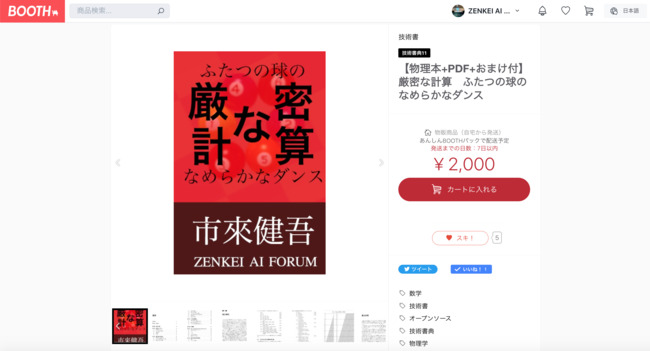 BOOTH
商品検索...
ZENKEI AI ...
日本語
技術書
技術書典11
【物理本+PDF+おまけ付】
厳密な計算　ふたつの球の
なめらかなダンス
物販商品（自宅から発送）
あんしんBOOTHパックで配送予定
発送までの日数：7日以内
¥ 2,000
カートに入れる
スキ！
5
ツイート
いいね！！
数学
技術書
オープンソース
技術書典
物理学
ふたつの球の
厳密な計算
なめらかなダンス
市來健吾
ZENKEI AI FORUM